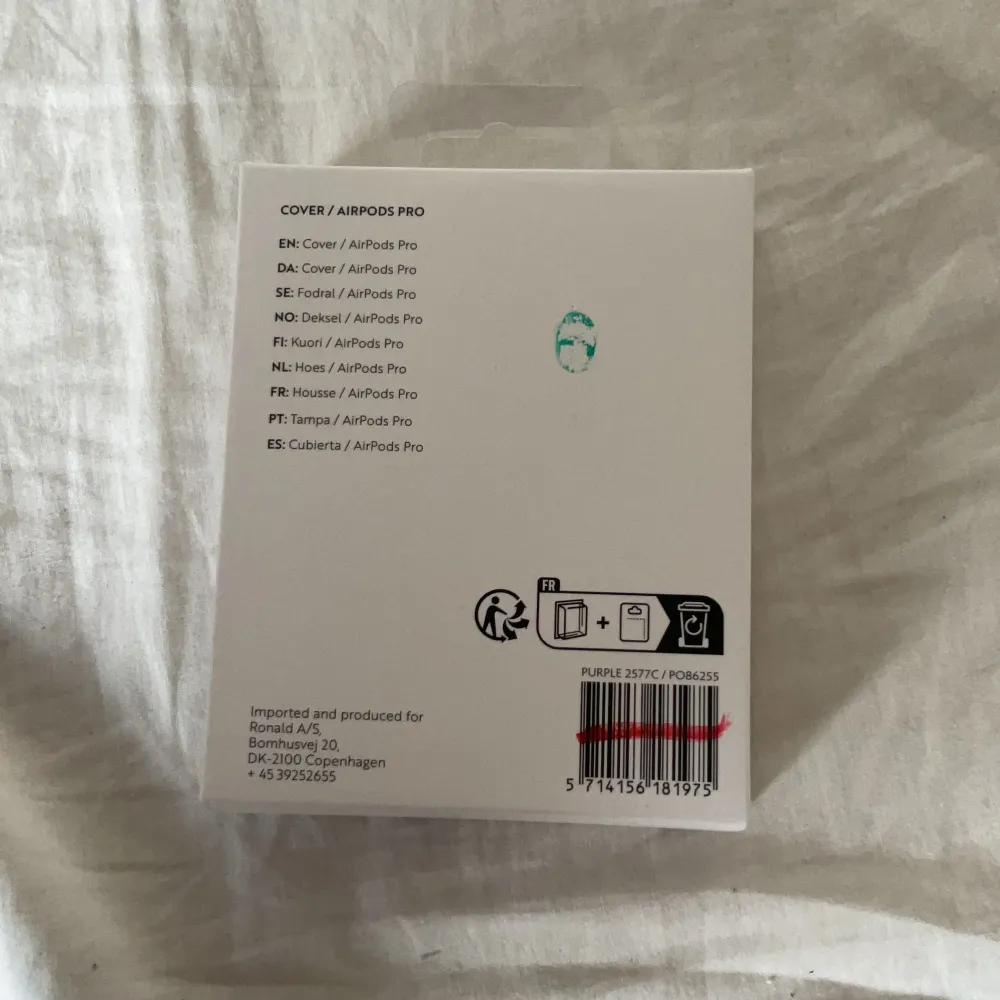 COVER / AIRPODS PRO
EN: Cover / AirPods Pro
DA: Cover / AirPods Pro
SE: Fodral / AirPods Pro
NO: Deksel / AirPods Pro
FI: Kuori / AirPods Pro
NL: Hoes / AirPods Pro
FR: Housse / AirPods Pro
PT: Tampa / AirPods Pro
ES: Cubierta / AirPods Pro
FR
+
PURPLE 2577C / PO86255
5 714156 181975
Imported and produced for
Ronald A/S,
Bomhusvej 20,
DK-2100 Copenhagen
+ 45 39252655